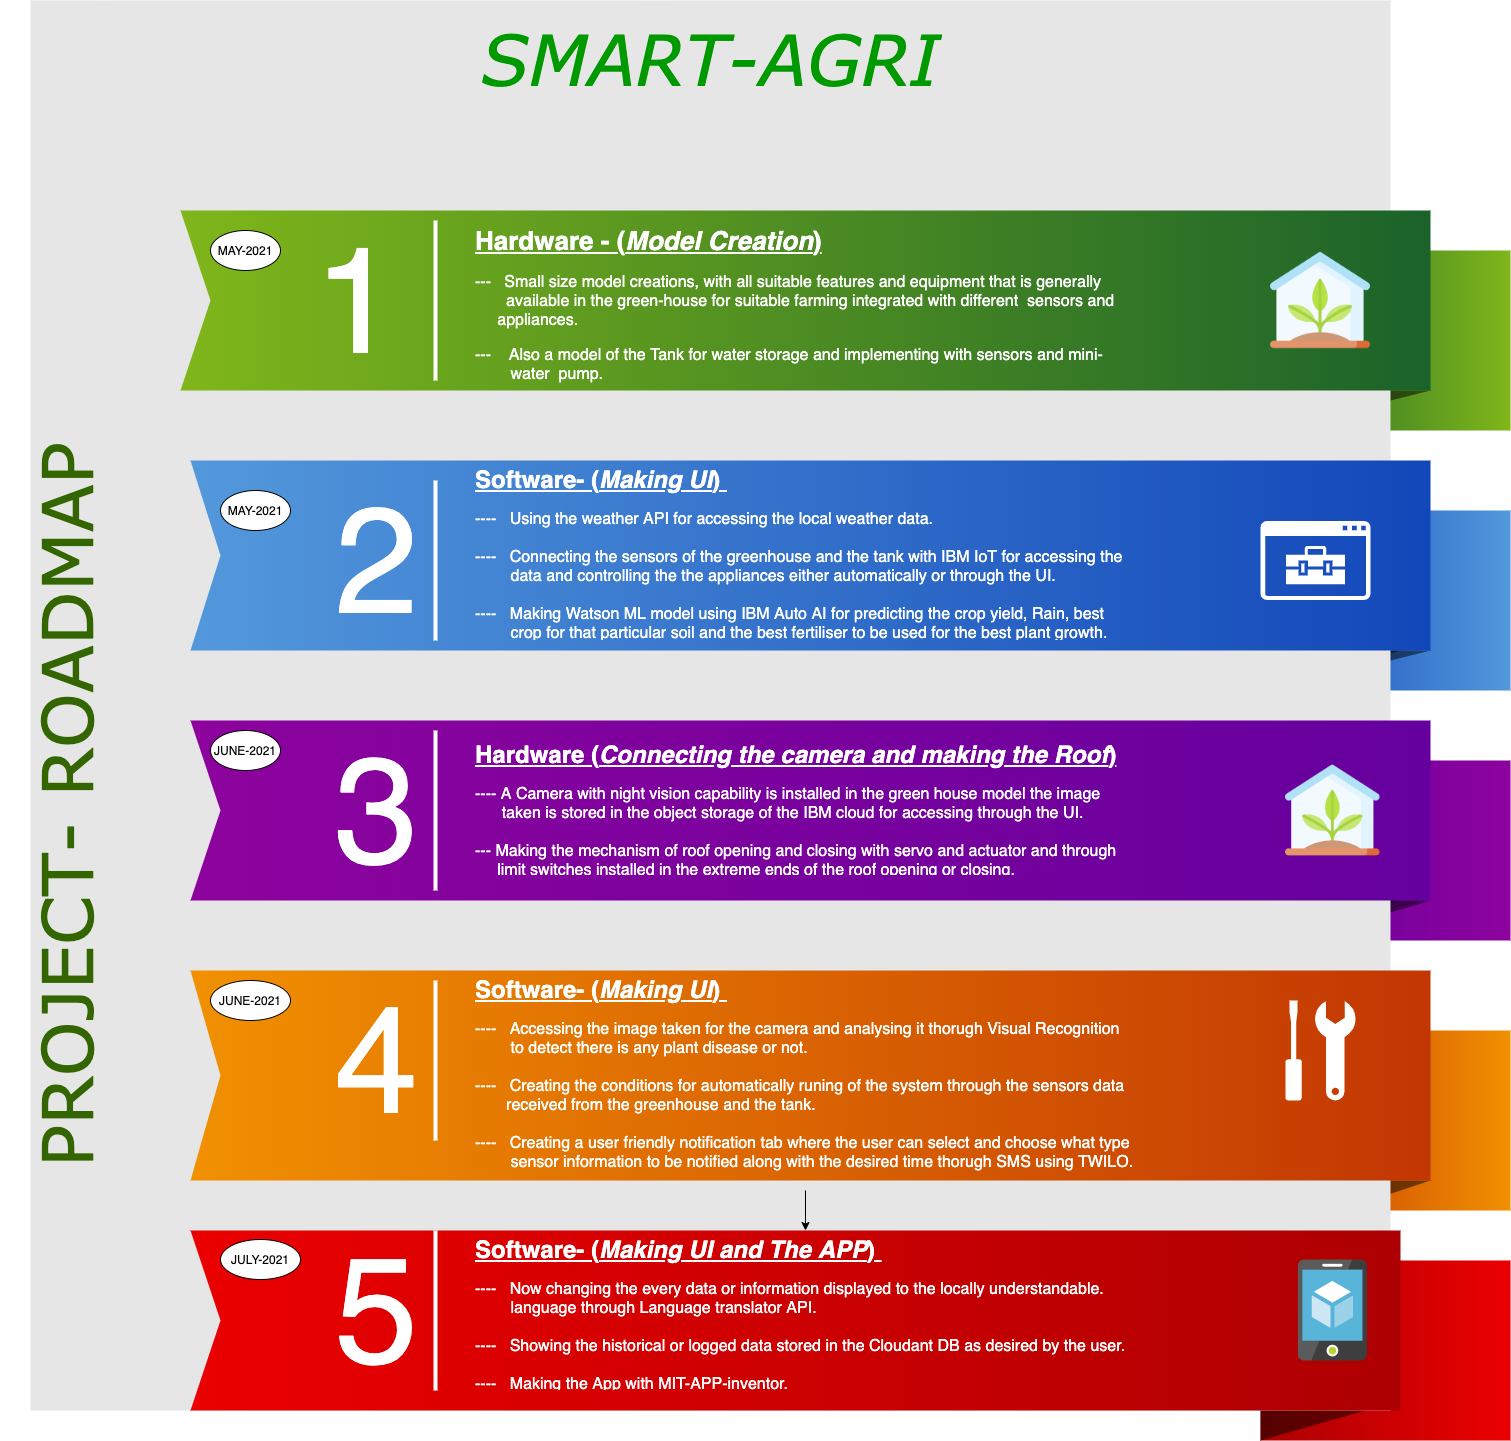 SMART-AGRI
PROJECT- ROADMAP
MAY-2021
1
Hardware - (Model Creation)
--- Small size model creations, with all suitable features and equipment that is generally
available in the green-house for suitable farming integrated with different sensors and
appliances.
--- Also a model of the Tank for water storage and implementing with sensors and mini-
water pump.
MAY-2021
2
Software- (Making UI)
---- Using the weather API for accessing the local weather data.
---- Connecting the sensors of the greenhouse and the tank with IBM IoT for accessing the
data and controlling the the appliances either automatically or through the UI.
---- Making Watson ML model using IBM Auto AI for predicting the crop yield, Rain, best
crop for that particular soil and the best fertiliser to be used for the best plant growth.
JUNE-2021
3
Hardware (Connecting the camera and making the Roof)
---- A Camera with night vision capability is installed in the green house model the image
taken is stored in the object storage of the IBM cloud for accessing through the UI.
--- Making the mechanism of roof opening and closing with servo and actuator and through
limit switches installed in the extreme ends of the roof opening or closing.
JUNE-2021
4
Software- (Making UI)
---- Accessing the image taken for the camera and analysing it thorugh Visual Recognition
to detect there is any plant disease or not.
---- Creating the conditions for automatically runing of the system through the sensors data
received from the greenhouse and the tank.
---- Creating a user friendly notification tab where the user can select and choose what type
sensor information to be notified along with the desired time thorugh SMS using TWILO.
JULY-2021
5
Software- (Making UI and The APP)
---- Now changing the every data or information displayed to the locally understandable.
language through Language translator API.
---- Showing the historical or logged data stored in the Cloudant DB as desired by the user.
---- Making the App with MIT-APP-inventor.